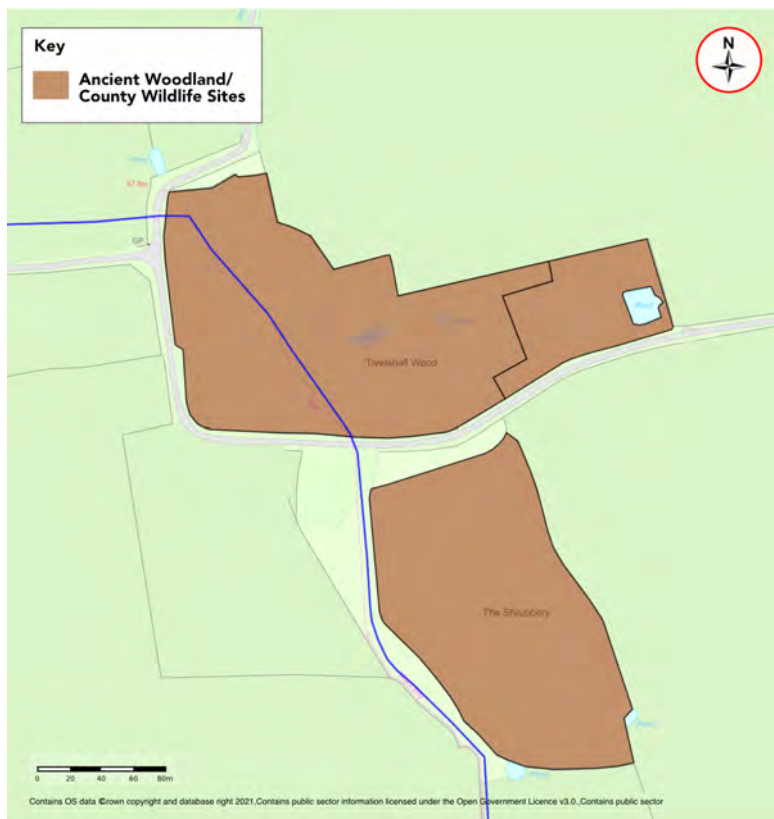 Key
Ancient Woodland/
County Wildlife Sites
N
GP
Wood
The Shrubbery
Pond
0 20 40 60 80m
Contains OS data ©rown copyright and database right 2021,Contains public sector information licensed under the Open Government Licence v3.0.,Contains public sector